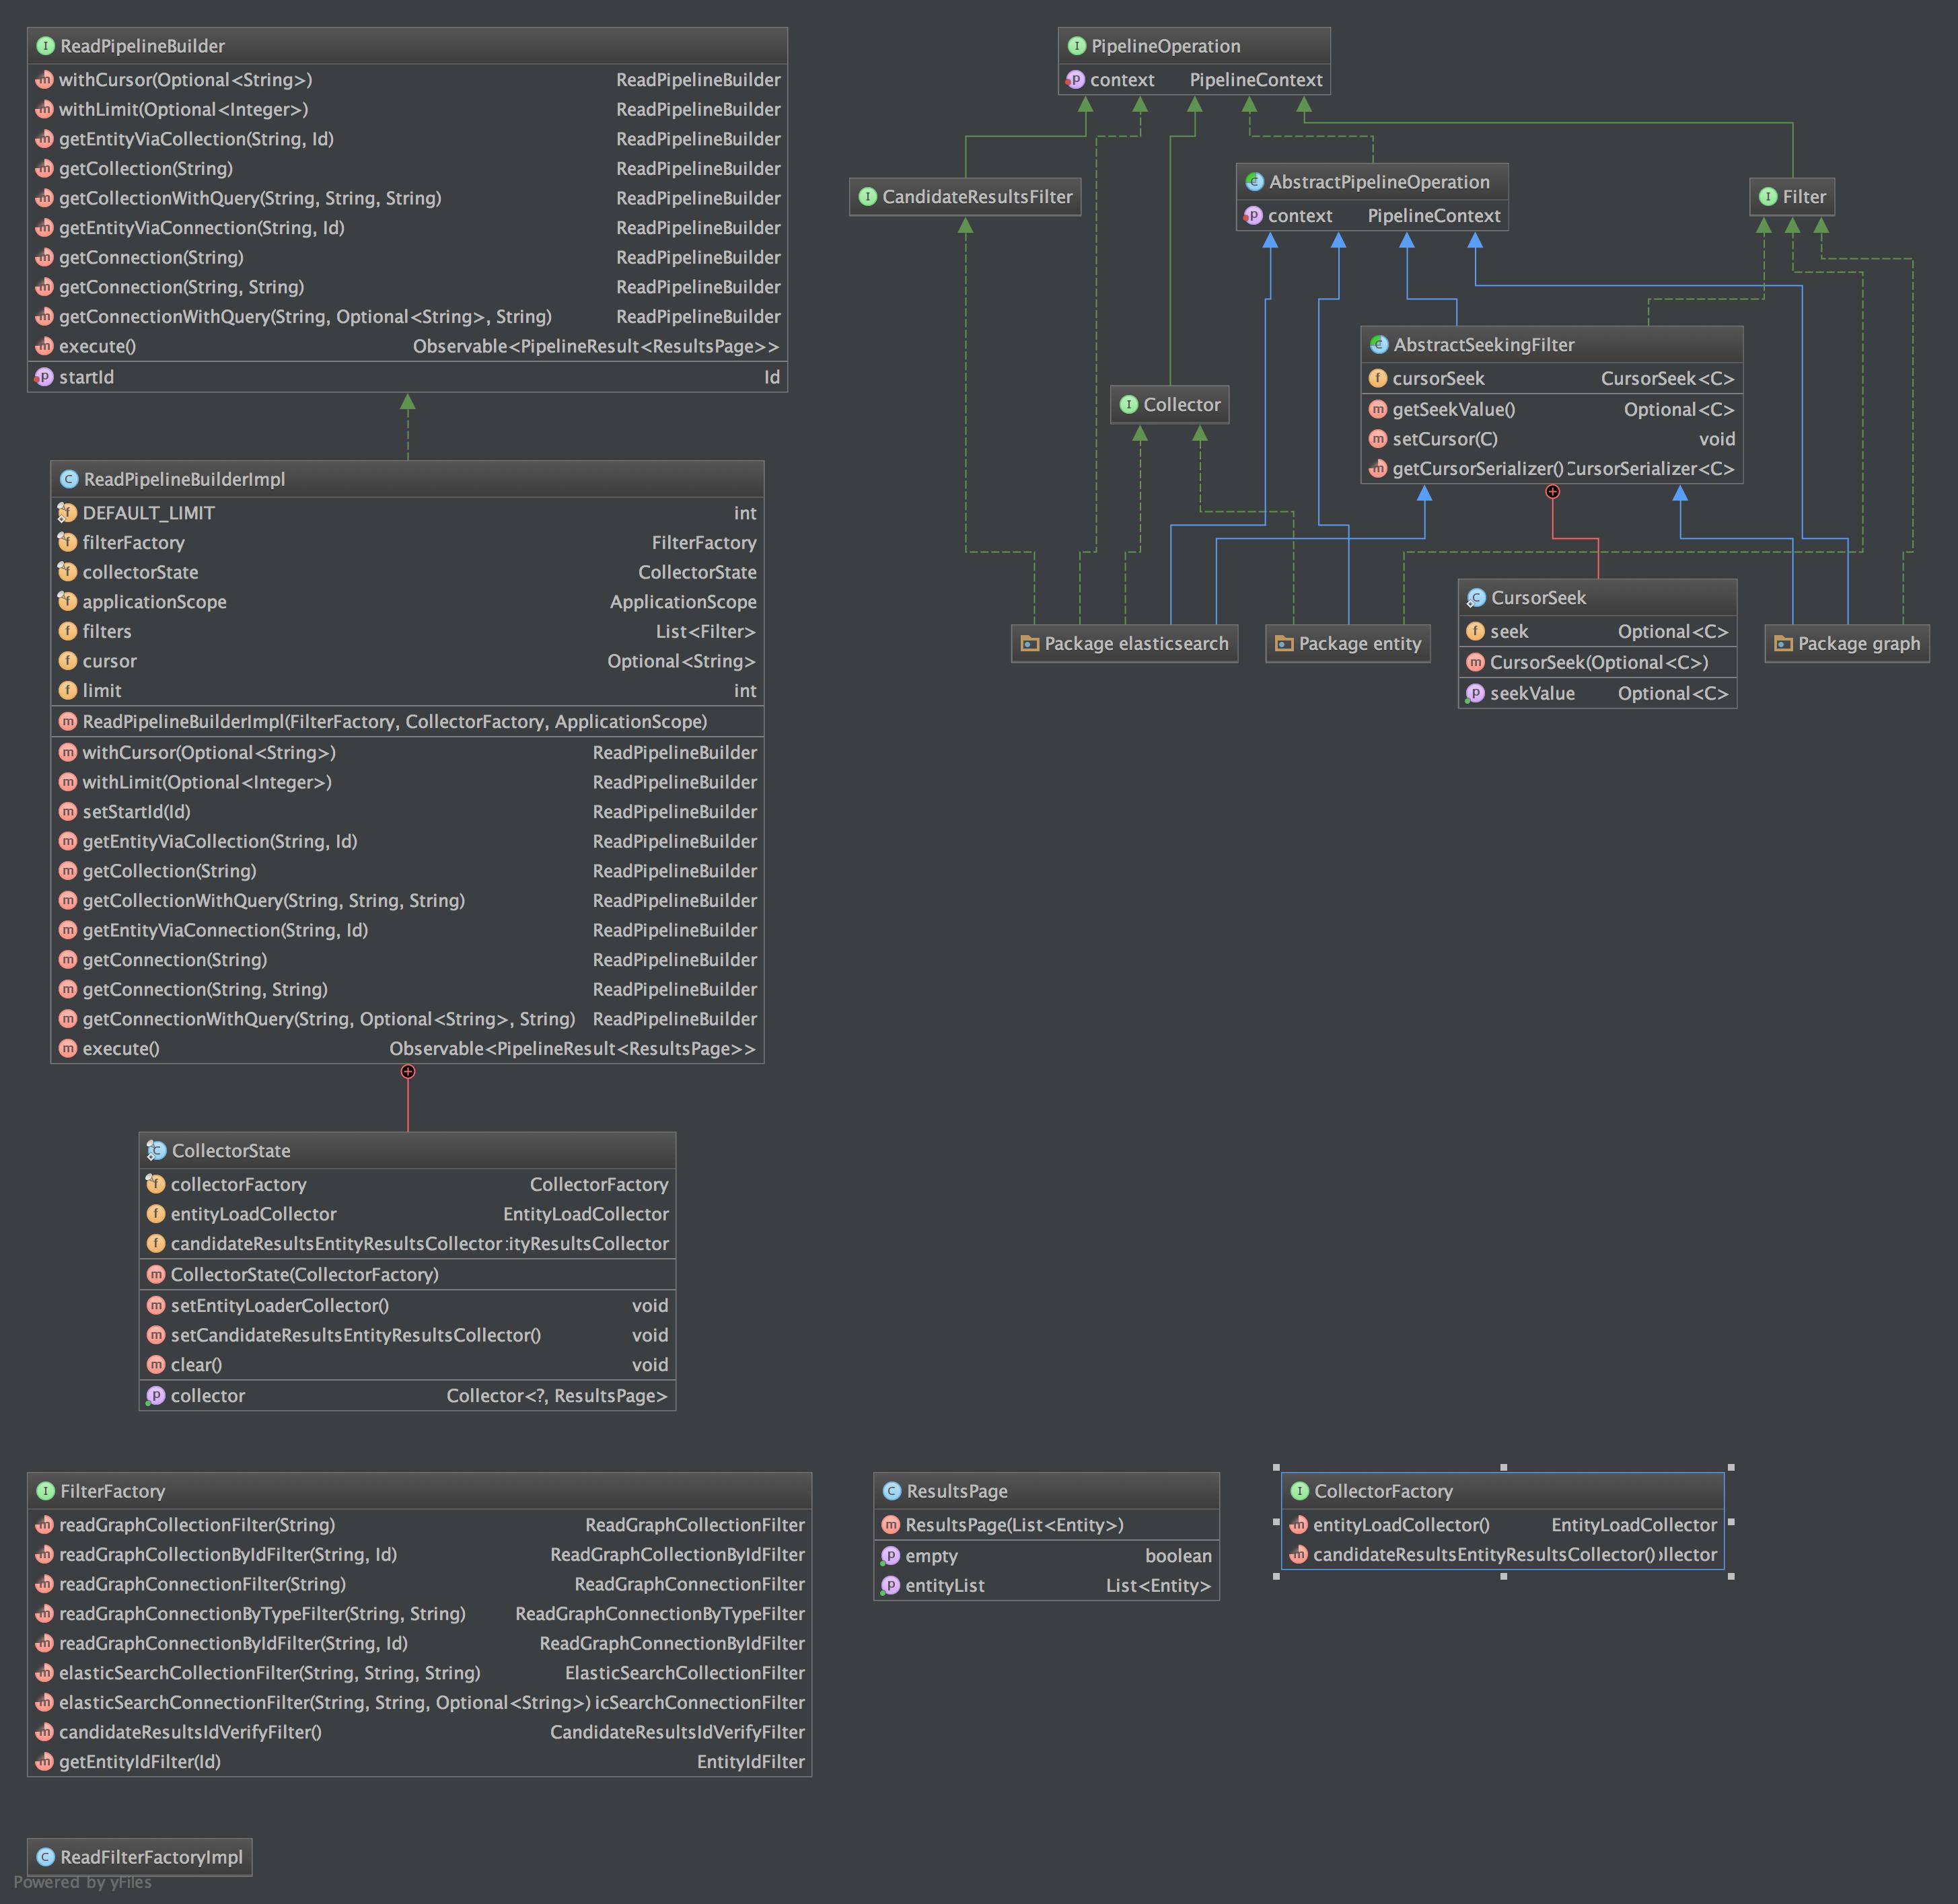 ReadPipelineBuilder
withCursor(Optional<String>) ReadPipelineBuilder
withLimit(Optional<Integer>) ReadPipelineBuilder
getEntityViaCollection(String, Id) ReadPipelineBuilder
getCollection(String) ReadPipelineBuilder
getCollectionWithQuery(String, String, String) ReadPipelineBuilder
getEntityViaConnection(String, Id) ReadPipelineBuilder
getConnection(String) ReadPipelineBuilder
getConnection(String, String) ReadPipelineBuilder
getConnectionWithQuery(String, Optional<String>, String) ReadPipelineBuilder
execute() Observable<PipelineResult<ResultsPage>>
startId Id
ReadPipelineBuilderImpl
DEFAULT_LIMIT int
filterFactory FilterFactory
collectorState CollectorState
applicationScope ApplicationScope
filters List<Filter>
cursor Optional<String>
limit int
ReadPipelineBuilderImpl(FilterFactory, CollectorFactory, ApplicationScope)
withCursor(Optional<String>) ReadPipelineBuilder
withLimit(Optional<Integer>) ReadPipelineBuilder
setStartId(Id) ReadPipelineBuilder
getEntityViaCollection(String, Id) ReadPipelineBuilder
getCollection(String) ReadPipelineBuilder
getCollectionWithQuery(String, String, String) ReadPipelineBuilder
getEntityViaConnection(String, Id) ReadPipelineBuilder
getConnection(String) ReadPipelineBuilder
getConnection(String, String) ReadPipelineBuilder
getConnectionWithQuery(String, Optional<String>, String) ReadPipelineBuilder
execute() Observable<PipelineResult<ResultsPage>>
CollectorState
collectorFactory CollectorFactory
entityLoadCollector EntityLoadCollector
candidateResultsEntityResultsCollector ityResultsCollector
CollectorState(CollectorFactory)
setEntityLoaderCollector() void
setCandidateResultsEntityResultsCollector() void
clear() void
collector Collector<?, ResultsPage>
PipelineOperation
context PipelineContext
CandidateResultsFilter
AbstractPipelineOperation
context PipelineContext
Filter
AbstractSeekingFilter
cursorSeek CursorSeek<C>
getSeekValue() Optional<C>
setCursor(C) void
getCursorSerializer() CursorSerializer<C>
Collector
CursorSeek
seek Optional<C>
CursorSeek(Optional<C>)
seekValue Optional<C>
Package elasticsearch
Package entity
Package graph
FilterFactory
readGraphCollectionFilter(String) ReadGraphCollectionFilter
readGraphCollectionByIdFilter(String, Id) ReadGraphCollectionByIdFilter
readGraphConnectionFilter(String) ReadGraphConnectionFilter
readGraphConnectionByTypeFilter(String, String) ReadGraphConnectionByTypeFilter
readGraphConnectionByIdFilter(String, Id) ReadGraphConnectionByIdFilter
elasticSearchCollectionFilter(String, String, String) ElasticSearchCollectionFilter
elasticSearchConnectionFilter(String, String, Optional<String>) icSearchConnectionFilter
candidateResultsIdVerifyFilter() CandidateResultsIdVerifyFilter
getEntityIdFilter(Id) EntityIdFilter
ResultsPage
ResultsPage(List<Entity>)
empty boolean
entityList List<Entity>
CollectorFactory
entityLoadCollector() EntityLoadCollector
candidateResultsEntityResultsCollector() llector
ReadFilterFactoryImpl
Powered by yFiles